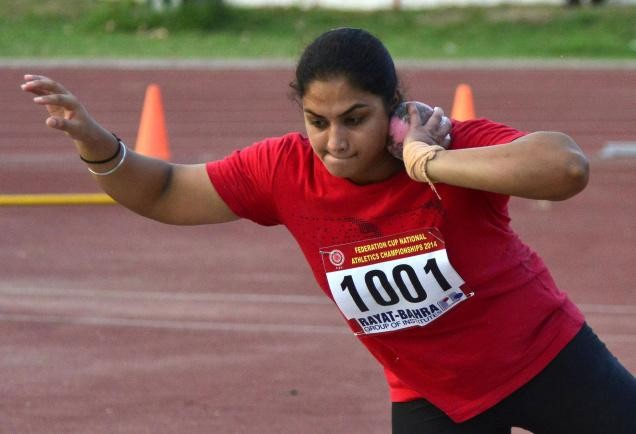 FEDERATION CUP NATIONAL
ATHLETICS CHAMPIONSHIPS 2014
1001
RAYAT-BAHRA
GROUP OF INSTITUTES